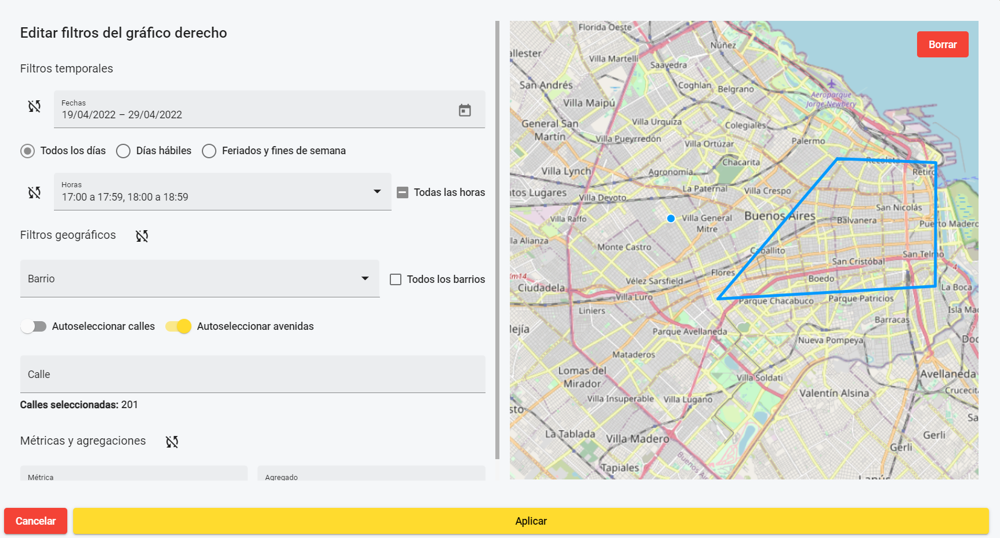 Editar filtros del gráfico derecho
Filtros temporales
Fechas
19/04/2022 – 29/04/2022
Todos los días
Días hábiles
Feriados y fines de semana
Horas
17:00 a 17:59, 18:00 a 18:59
Todas las horas
Filtros geográficos
Barrio
Todos los barrios
Autoseleccionar calles
Autoseleccionar avenidas
Calle
Calles seleccionadas: 201
Métricas y agregaciones
Métrica
Agregado
Cancelar
Aplicar
Borrar
Florida Oeste
Núñez
allester
Villa Martelli
Saavedra
San Andrés
Coghlan
Belgrano
Aeroparque
Jorge Newbery
Villa Maipú
General San
Martín
Villa Urquiza
Colegiales
Villa Pueyrredón
Villa Ortúzar
Palermo
Chacarita
Recoleta
Retiro
Villa Lynch
Agronomía
ntos Lugares
La Paternal
Villa Crespo
Villa Devoto
San Nicolás
Villa Raffo
Villa General
Mitre
Buenos Aires
Balvanera
Puerto Madero
lla Alianza
Monte Castro
Caballito
San Telmo
San Cristóbal
Km14
Ciudadela
Vélez Sarsfield
Flores
Boedo
4
La Boca
Villa Luro
Parque Chacabuco
Parque Patricios
Liniers
Isla Ma
Barracas
lejía
Parque Avellaneda
Nueva Pompeya
Doc
Mataderos
Lomas del
Mirador
Villa Soldati
Avellaneda
Valentín Alsina
Crucecit
Villa Insuperable
Villa Lugano
sto
Sa
La Tablada
Villa Madero
Gerli
Gerli
Tapiales
Buenos Ai
Lanús